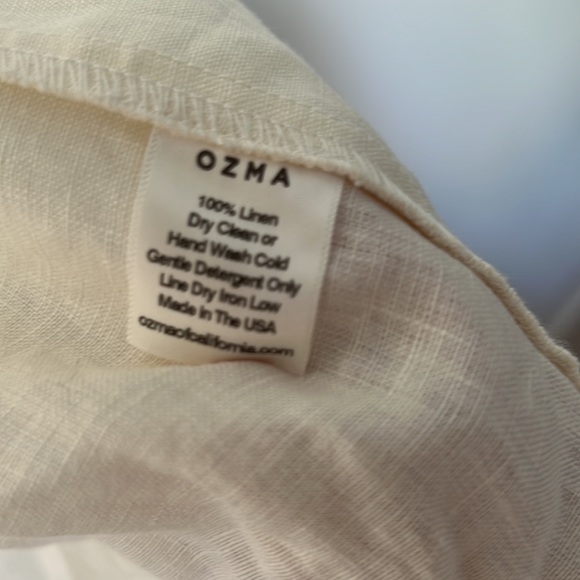 OZMA
100% Linen
Dry Clean or
Hand Wash Cold
Gentle Detergent Only
Line Dry Iron Low
Made In The USA
ozmaofcalifornia.com